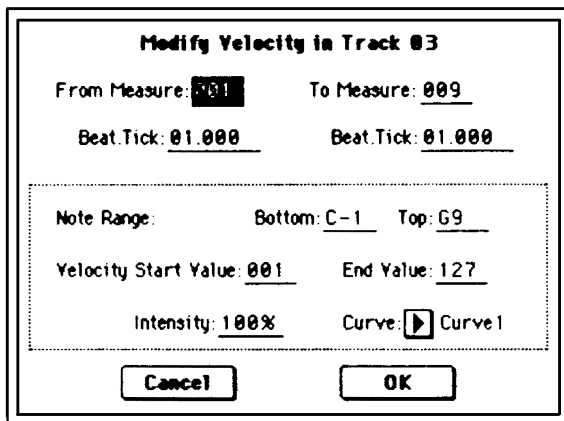 Modify Velocity in Track 03
From Measure: 001 To Measure: 009
Beat.Tick: 01.000 Beat.Tick: 01.000
Note Range: Bottom: C-1 Top: G9
Velocity Start Value: 001 End Value: 127
Intensity: 100% Curve: Curve1
Cancel OK